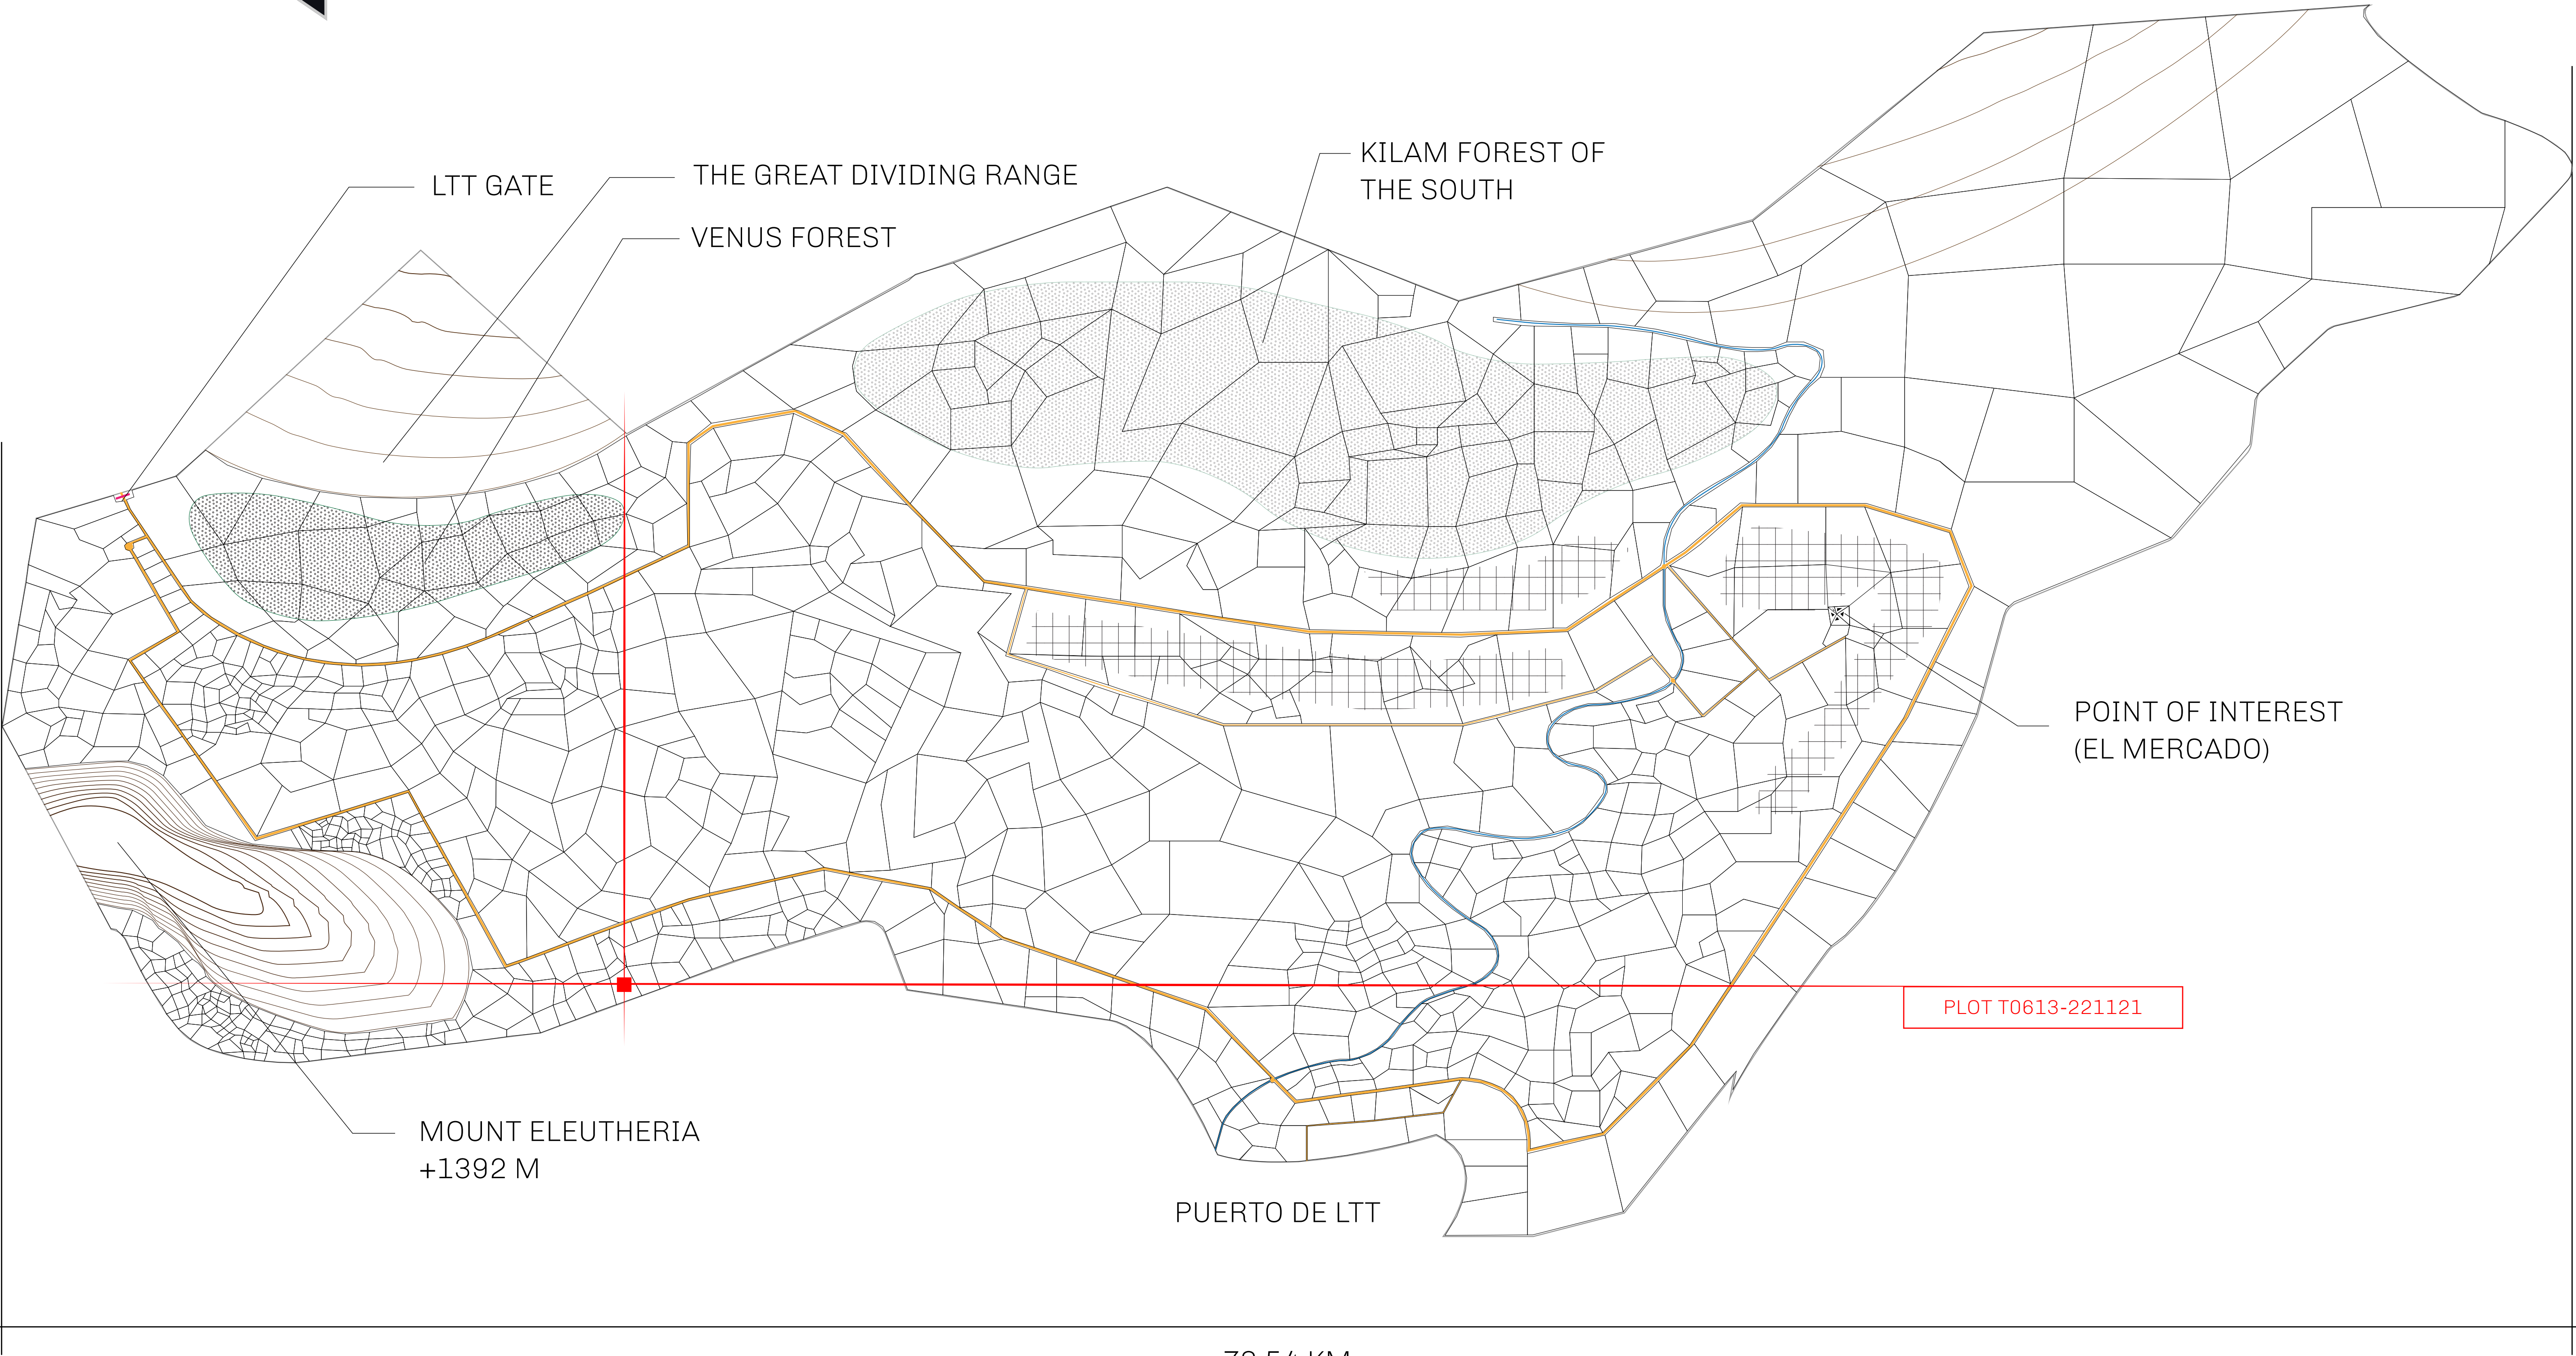 KILAM FOREST OF
THE SOUTH
LTT GATE
THE GREAT DIVIDING RANGE
VENUS FOREST
POINT OF INTEREST
(EL MERCADO)
PLOT T0613-221121
MOUNT ELEUTHERIA
+1392 M
PUERTO DE LTT
KM